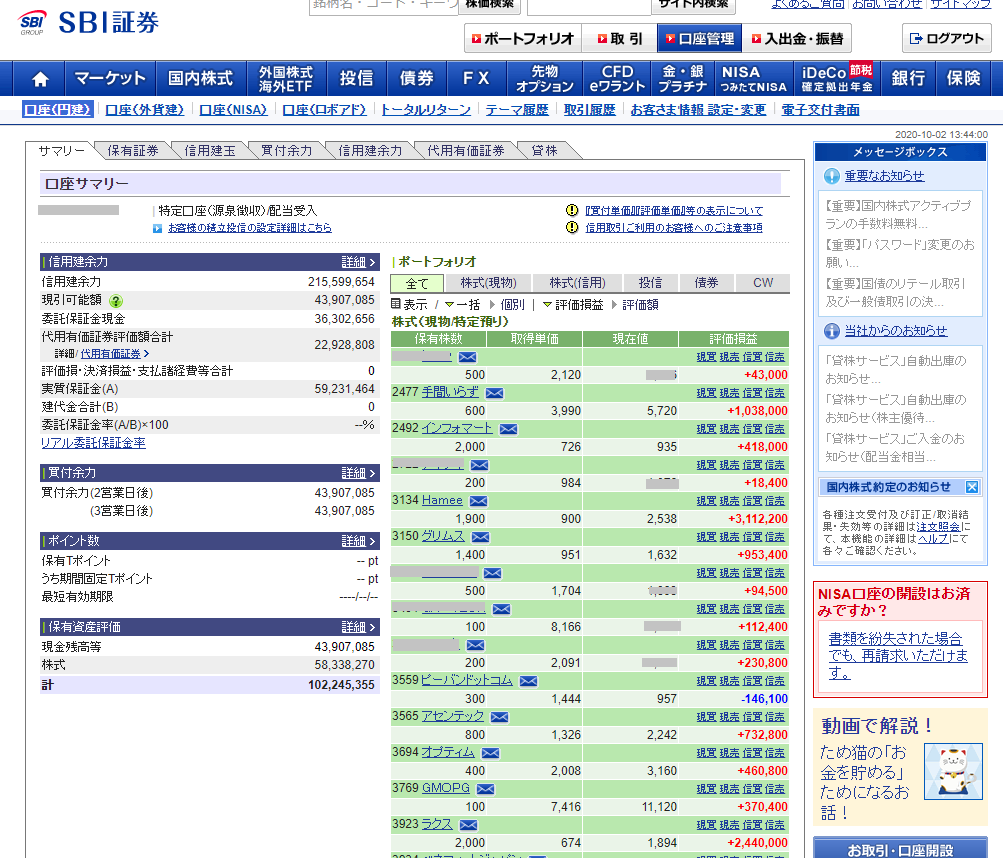 銘柄名・コード・キーワ 株価検索 サイト内検索 よくあるご質問 お問い合わせ サイトマップ
SBI GROUP SBI証券
ポートフォリオ 取引 口座管理 入出金・振替 ログアウト
マーケット 国内株式 外国株式 海外ETF 投信 債券 FX 先物 オプション CFD eワラント 金・銀 プラチナ NISA つみたてNISA iDeCo 節税 確定拠出年金 銀行 保険
口座(円建) 口座(外貨建) 口座(NISA) 口座(ロボアド) トータルリターン テーマ履歴 取引履歴 お客さま情報 設定・変更 電子交付書面
2020-10-02 13:44:00
サマリー 保有証券 信用建玉 買付余力 信用建余力 代用有価証券 貸株
口座サマリー
特定口座(源泉徴収)/配当受入
お客様の積立投信の設定詳細はこちら
『買付単価』『評価単価』等の表示について
信用取引ご利用のお客様へのご注意事項
信用建余力 詳細
信用建余力 215,599,654
現引可能額 43,907,085
委託保証金現金 36,302,656
代用有価証券評価額合計 22,928,808
詳細/代用有価証券
評価損・決済損益・支払諸経費等合計 0
実質保証金(A) 59,231,464
建代金合計(B) 0
委託保証金率(A/B)×100 --%
リアル委託保証金率
買付余力 詳細
買付余力(2営業日後) 43,907,085
(3営業日後) 43,907,085
ポイント数 詳細
保有Tポイント -- pt
うち期間固定Tポイント -- pt
最短有効期限 ----/--/--
保有資産評価 詳細
現金残高等 43,907,085
株式 58,338,270
計 102,245,355
ポートフォリオ
全て 株式(現物) 株式(信用) 投信 債券 CW
表示 / 一括 個別 | 評価損益 評価額
株式(現物/特定預り)
保有株数 取得単価 現在値 評価損益
現買 現売 信買 信売
500 2,120 +43,000
2477 手間いらず 現買 現売 信買 信売
600 3,990 5,720 +1,038,000
2492 インフォマート 現買 現売 信買 信売
2,000 726 935 +418,000
現買 現売 信買 信売
200 984 +18,400
3134 Hamee 現買 現売 信買 信売
1,900 900 2,538 +3,112,200
3150 グリムス 現買 現売 信買 信売
1,400 951 1,632 +953,400
現買 現売 信買 信売
500 1,704 +94,500
現買 現売 信買 信売
100 8,166 +112,400
現買 現売 信買 信売
200 2,091 +230,800
3559 ピーバンドットコム 現買 現売 信買 信売
300 1,444 957 -146,100
3565 アセンテック 現買 現売 信買 信売
800 1,326 2,242 +732,800
3694 オプティム 現買 現売 信買 信売
400 2,008 3,160 +460,800
3769 GMOPG 現買 現売 信買 信売
100 7,416 11,120 +370,400
3923 ラクス 現買 現売 信買 信売
2,000 674 1,894 +2,440,000
メッセージボックス
重要なお知らせ
【重要】国内株式アクティブプ
ランの手数料無料...
【重要】「パスワード」変更のお
願い...
【重要】国債のリテール取引
及び一般債取引の決...
当社からのお知らせ
「貸株サービス」自動出庫の
お知らせ...
「貸株サービス」自動出庫の
お知らせ(株主優待...
「貸株サービス」ご入金のお
知らせ(配当金相当...
国内株式約定のお知らせ
各種注文受付及び訂正/取消結
果・失効等の詳細は注文照会に
て、本機能の詳細はヘルプにて
各々ご確認ください。
NISA口座の開設はお済
みですか？
書類を紛失された場合
でも、再請求いただけま
す。
動画で解説！
ため猫の「お
金を貯める」
ためになるお
話！
お取引・口座開設